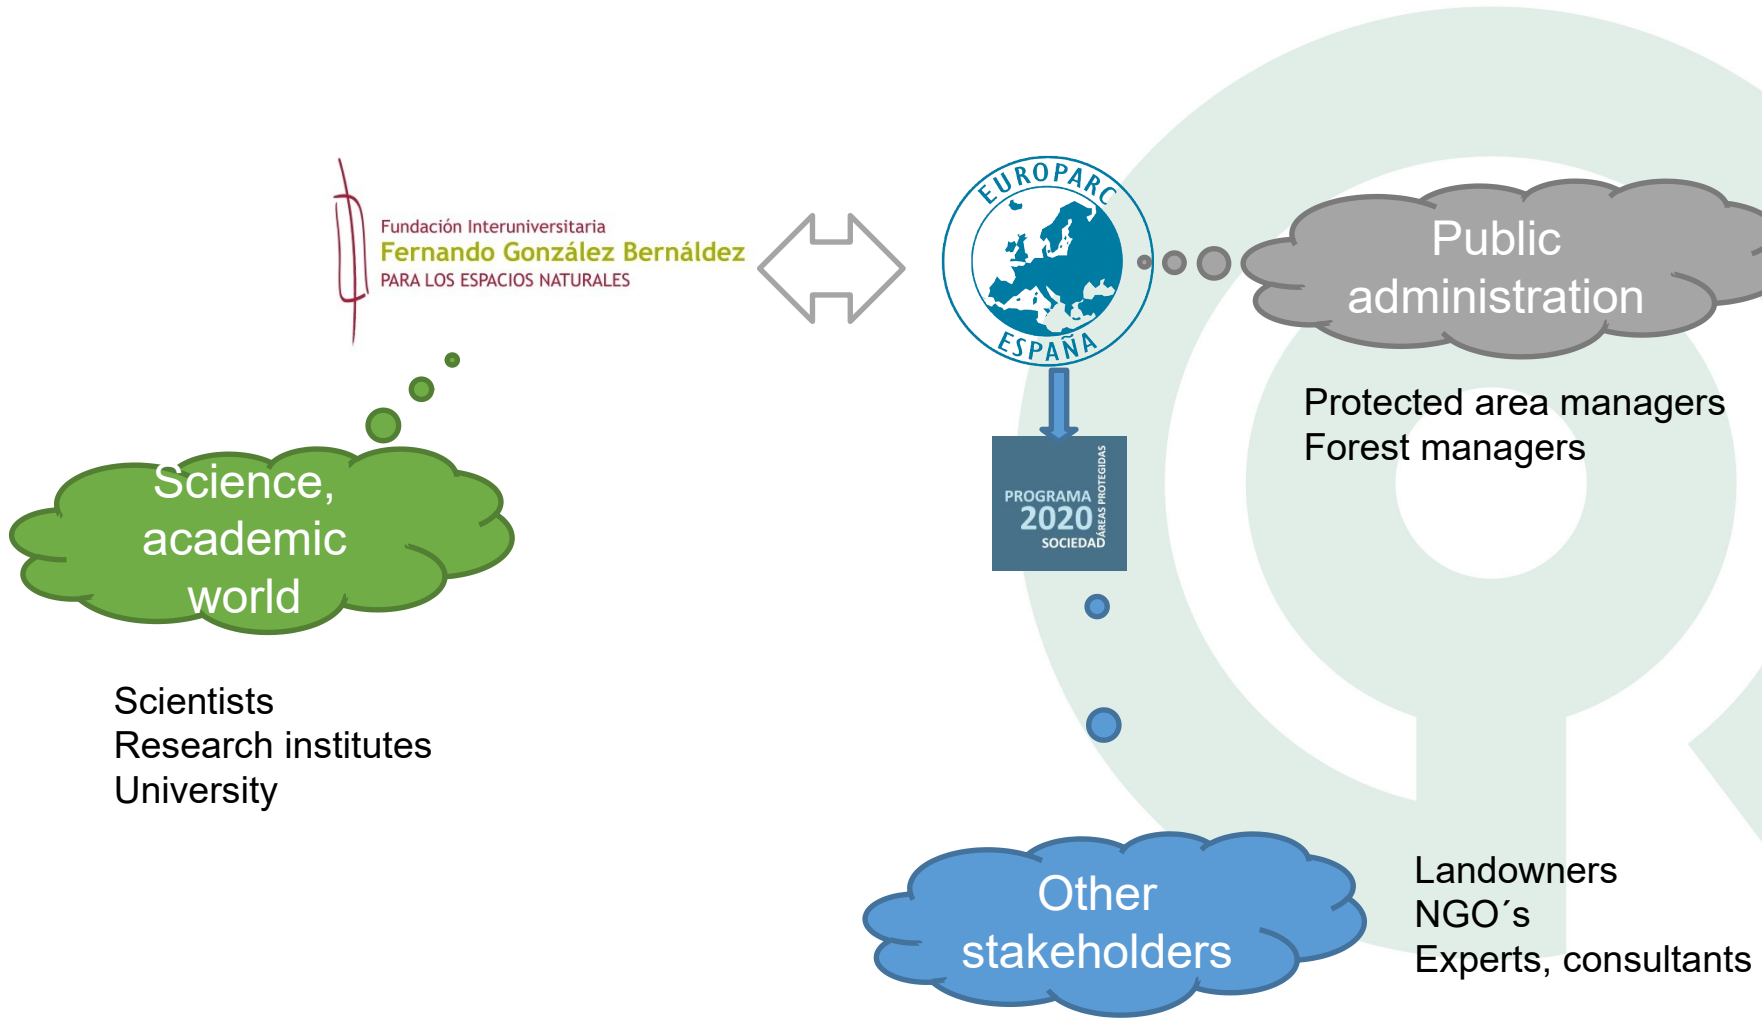 Fundación Interuniversitaria
Fernando González Bernáldez
PARA LOS ESPACIOS NATURALES
EUROPARC
ESPAÑA
Public
administration
Protected area managers
Forest managers
PROGRAMA
2020
SOCIEDAD
ÁREAS PROTEGIDAS
Science,
academic
world
Scientists
Research institutes
University
Other
stakeholders
Landowners
NGO´s
Experts, consultants